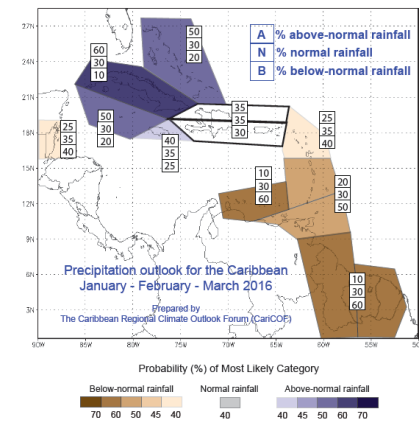 27N
24N
21N
18N
15N
12N
9N
6N
3N
60
30
10
50
30
20
A % above-normal rainfall
N % normal rainfall
B % below-normal rainfall
35
35
30
25
35
40
50
30
20
40
35
25
25
35
40
10
30
60
20
30
50
10
30
60
Precipitation outlook for the Caribbean
January - February - March 2016
Prepared by
The Caribbean Regional Climate Outlook Forum (CariCOF)
90W 85W 80W 75W 70W 65W 60W 55W 50
Probability (%) of Most Likely Category
Below-normal rainfall Normal rainfall Above-normal rainfall
70 60 50 45 40 40 40 45 50 60 70